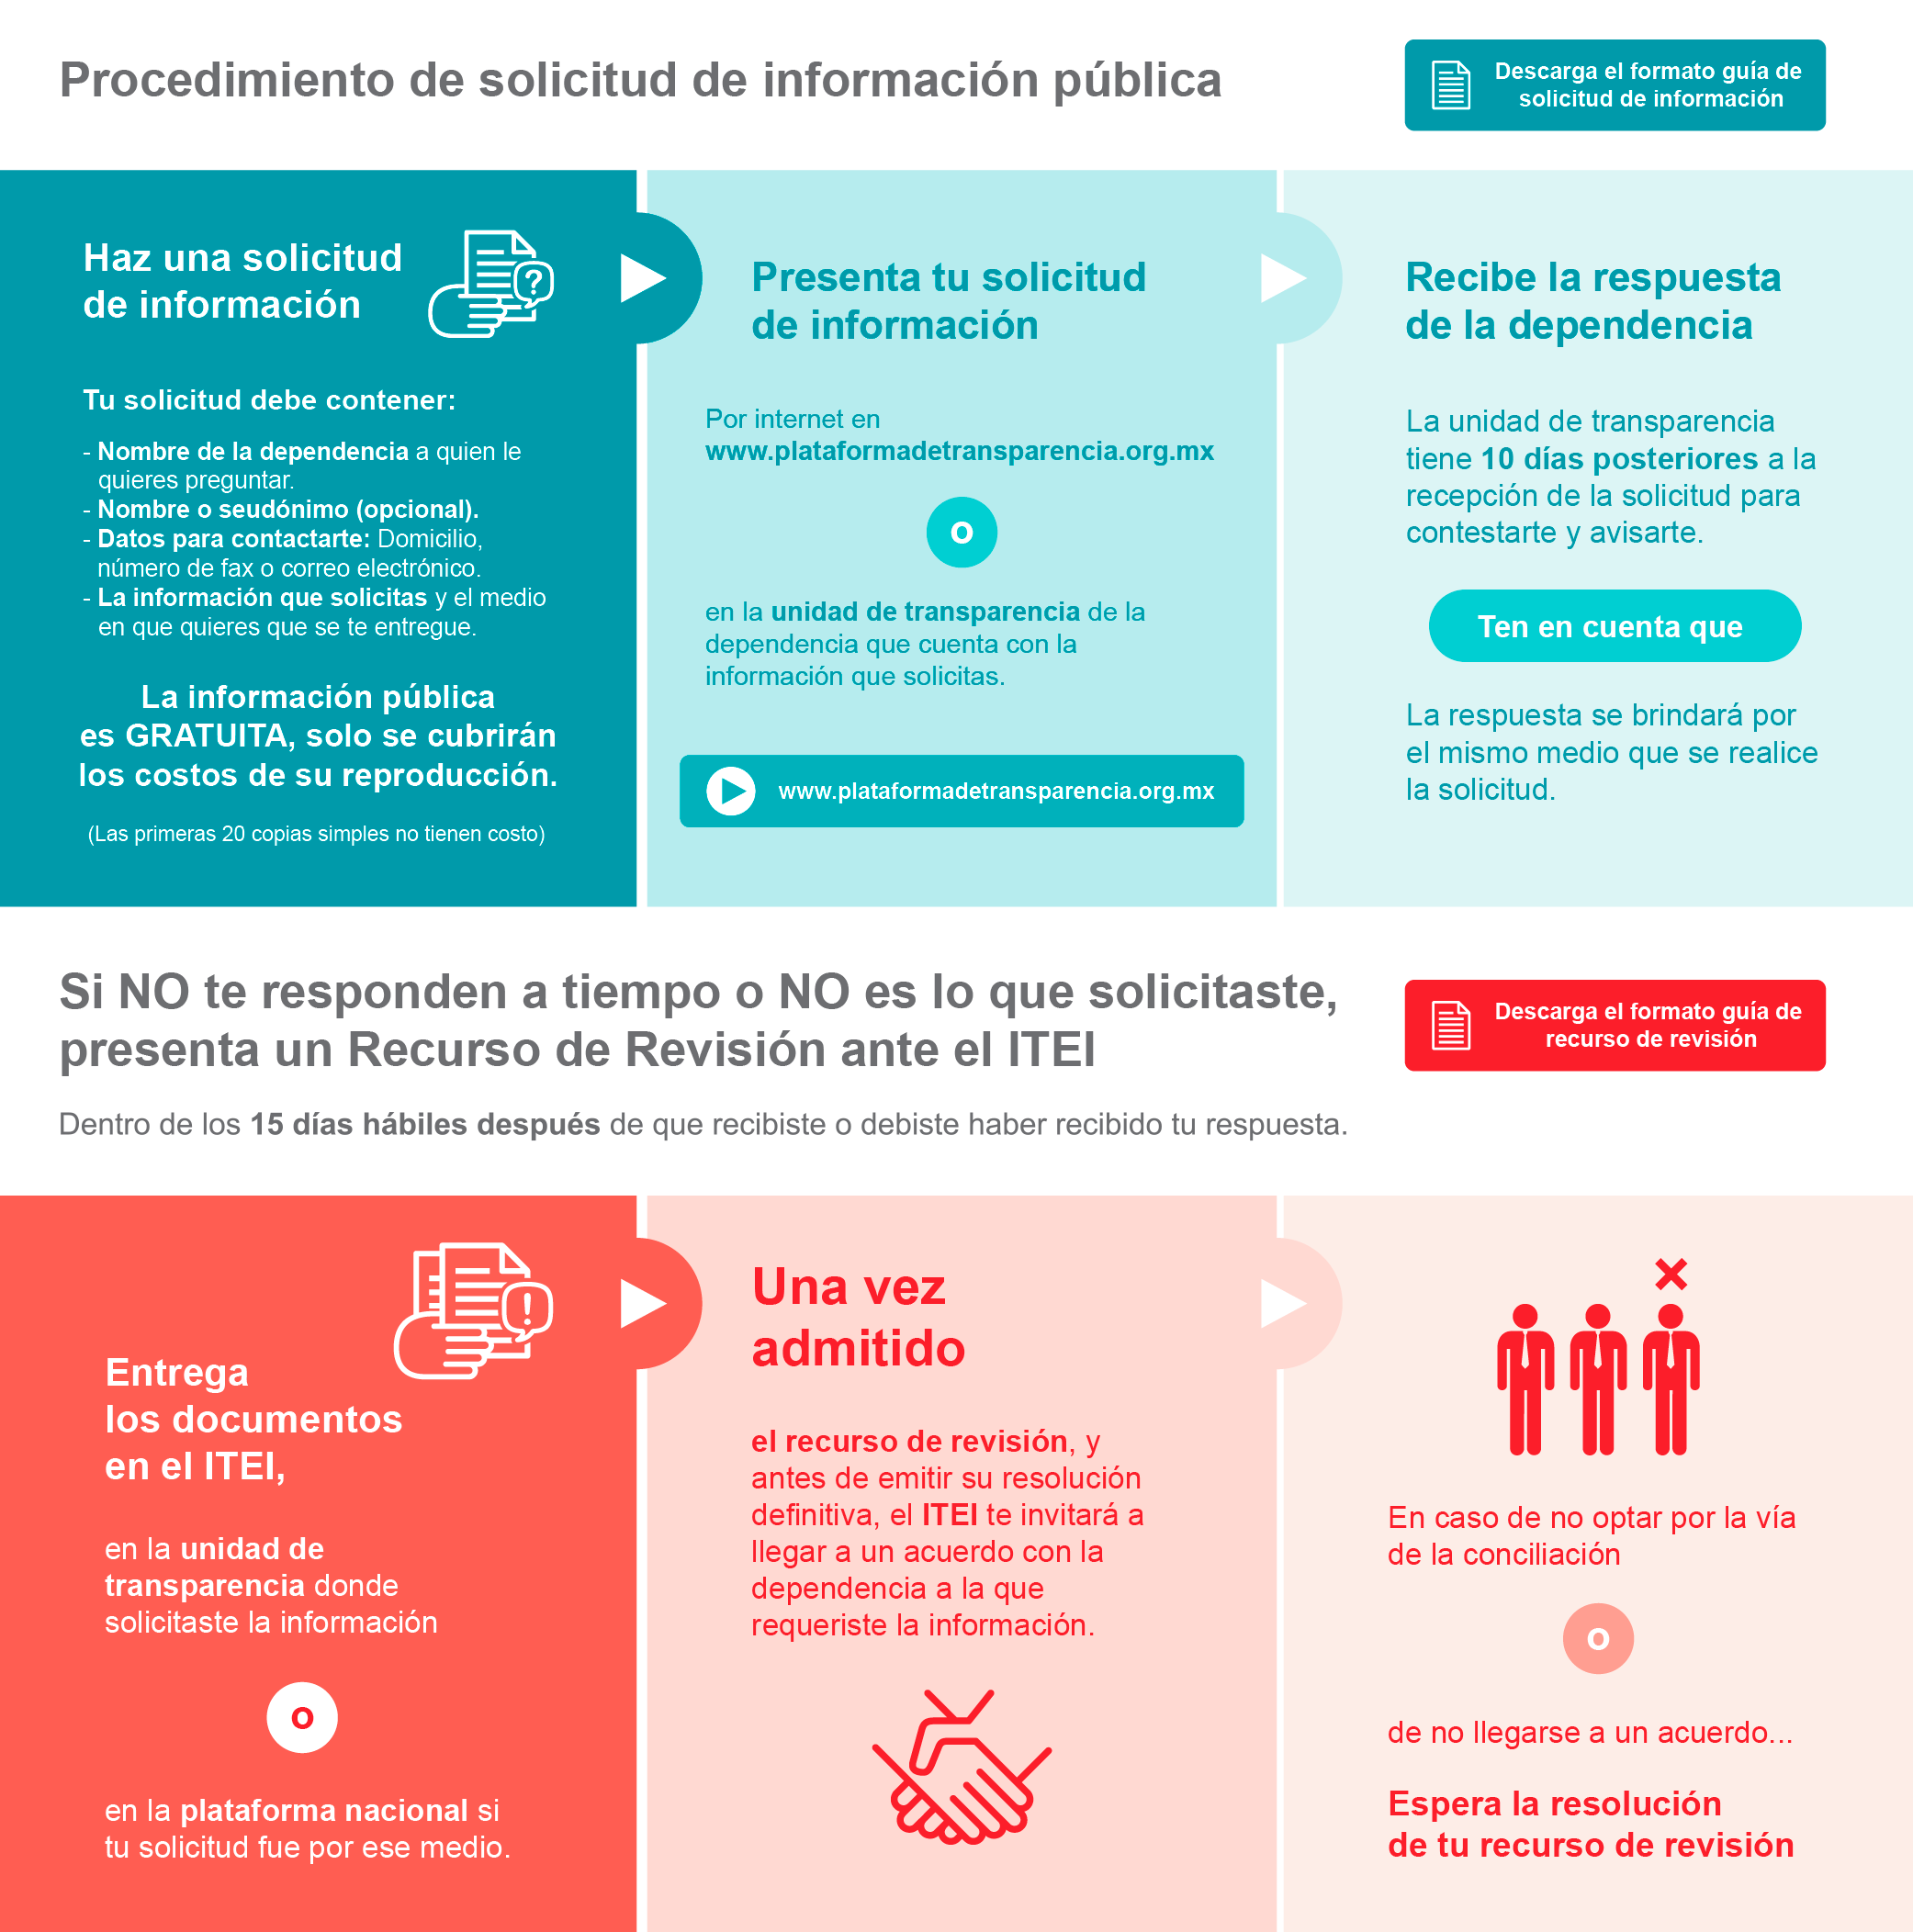 Procedimiento de solicitud de información pública
Descarga el formato guía de
solicitud de información
Haz una solicitud
de información
?
Tu solicitud debe contener:
- Nombre de la dependencia a quien le
quieres preguntar.
- Nombre o seudónimo (opcional).
- Datos para contactarte: Domicilio,
número de fax o correo electrónico.
- La información que solicitas y el medio
en que quieres que se te entregue.
La información pública
es GRATUITA, solo se cubrirán
los costos de su reproducción.
(Las primeras 20 copias simples no tienen costo)
Presenta tu solicitud
de información
Por internet en
www.plataformadetransparencia.org.mx
o
en la unidad de transparencia de la
dependencia que cuenta con la
información que solicitas.
www.plataformadetransparencia.org.mx
Recibe la respuesta
de la dependencia
La unidad de transparencia
tiene 10 días posteriores a la
recepción de la solicitud para
contestarte y avisarte.
Ten en cuenta que
La respuesta se brindará por
el mismo medio que se realice
la solicitud.
Si NO te responden a tiempo o NO es lo que solicitaste,
presenta un Recurso de Revisión ante el ITEI
Descarga el formato guía de
recurso de revisión
Dentro de los 15 días hábiles después de que recibiste o debiste haber recibido tu respuesta.
!
Entrega
los documentos
en el ITEI,
en la unidad de
transparencia donde
solicitaste la información
o
en la plataforma nacional si
tu solicitud fue por ese medio.
Una vez
admitido
el recurso de revisión, y
antes de emitir su resolución
definitiva, el ITEI te invitará a
llegar a un acuerdo con la
dependencia a la que
requeriste la información.
En caso de no optar por la vía
de la conciliación
o
de no llegarse a un acuerdo...
Espera la resolución
de tu recurso de revisión